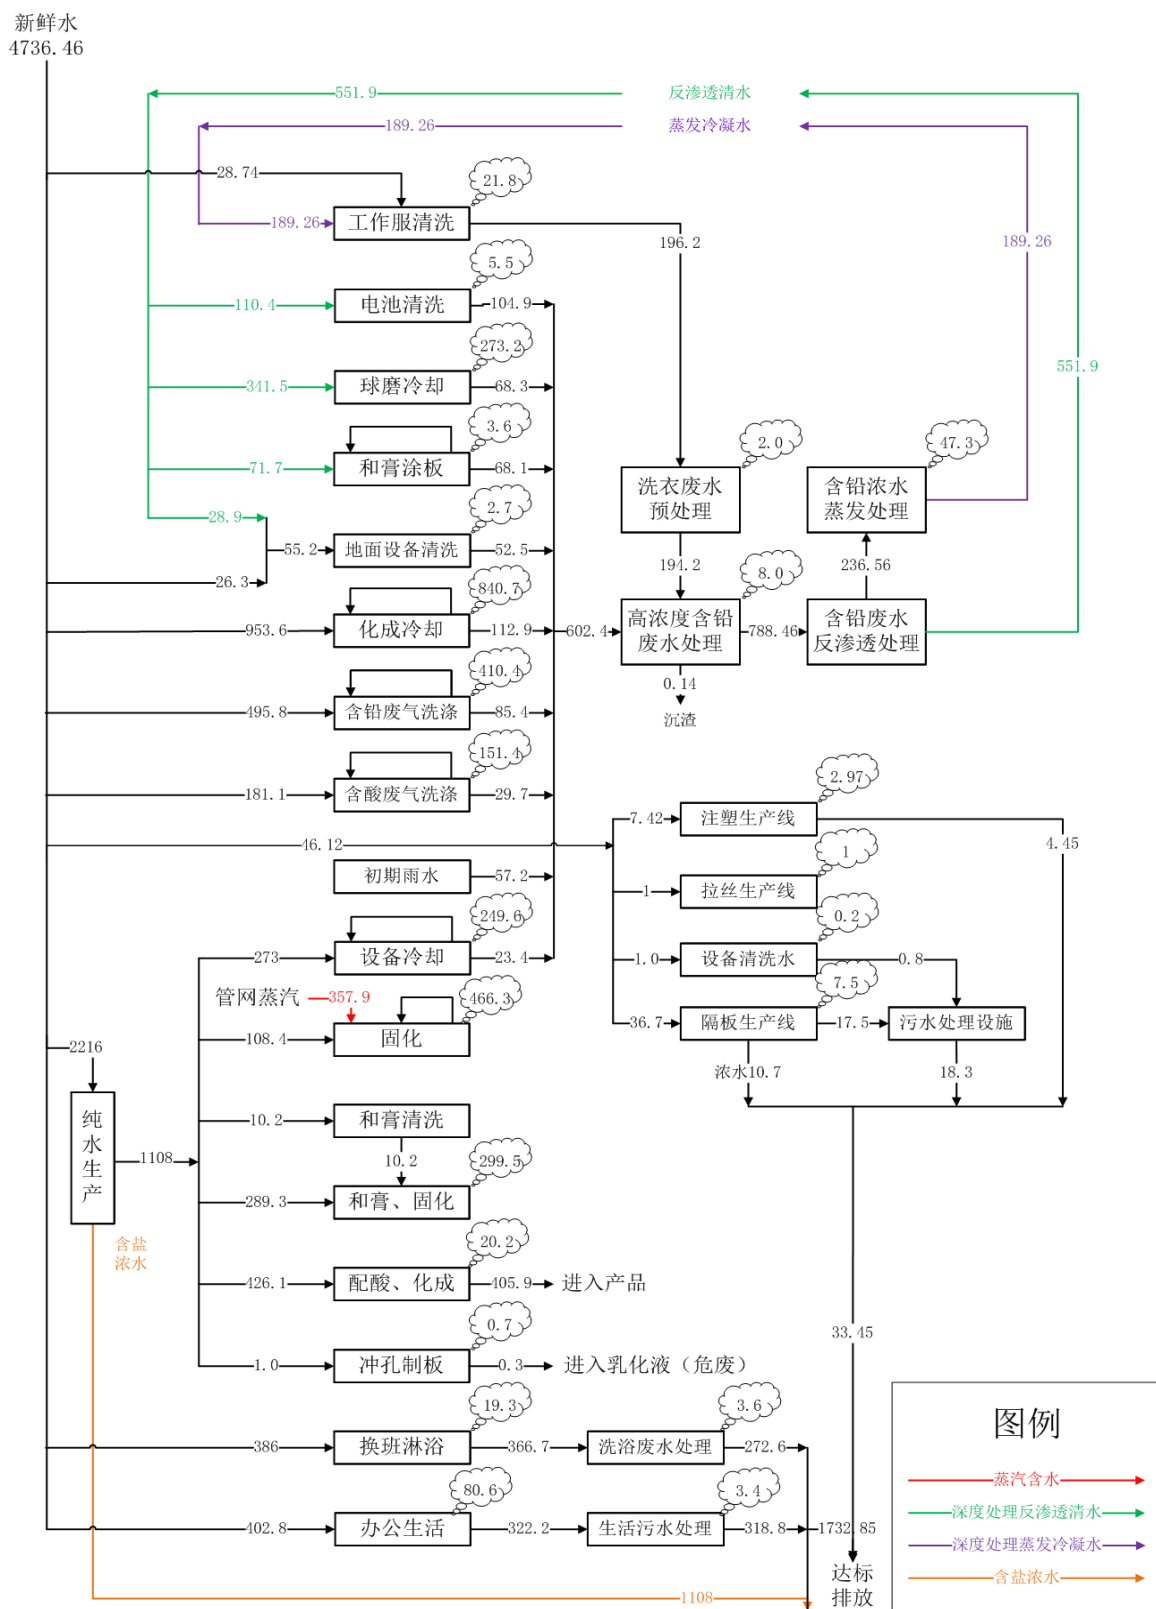 新鲜水
4736.46
551.9
反渗透清水
189.26
蒸发冷凝水
28.74
21.8
189.26
工作服清洗
196.2
189.26
5.5
110.4
电池清洗
104.9
273.2
341.5
球磨冷却
68.3
551.9
3.6
71.7
和膏涂板
68.1
2.0
47.3
洗衣废水
预处理
含铅浓水
蒸发处理
28.9
2.7
55.2
地面设备清洗
52.5
26.3
194.2
236.56
840.7
8.0
953.6
化成冷却
112.9
602.4
高浓度含铅
废水处理
788.46
含铅废水
反渗透处理
410.4
0.14
沉渣
495.8
含铅废气洗涤
85.4
151.4
181.1
含酸废气洗涤
29.7
2.97
7.42
注塑生产线
4.45
46.12
1
初期雨水
57.2
1
拉丝生产线
249.6
0.2
273
设备冷却
23.4
1.0
设备清洗水
0.8
管网蒸汽
357.9
466.3
7.5
108.4
固化
36.7
隔板生产线
17.5
污水处理设施
2216
浓水10.7
18.3
纯水生产
1108
10.2
和膏清洗
10.2
299.5
289.3
和膏、固化
含盐
浓水
20.2
426.1
配酸、化成
405.9
进入产品
0.7
33.45
1.0
冲孔制板
0.3
进入乳化液（危废）
19.3
3.6
386
换班淋浴
366.7
洗浴废水处理
272.6
80.6
3.4
402.8
办公生活
322.2
生活污水处理
318.8
1732.85
达标
排放
1108
图例
蒸汽含水
深度处理反渗透清水
深度处理蒸发冷凝水
含盐浓水